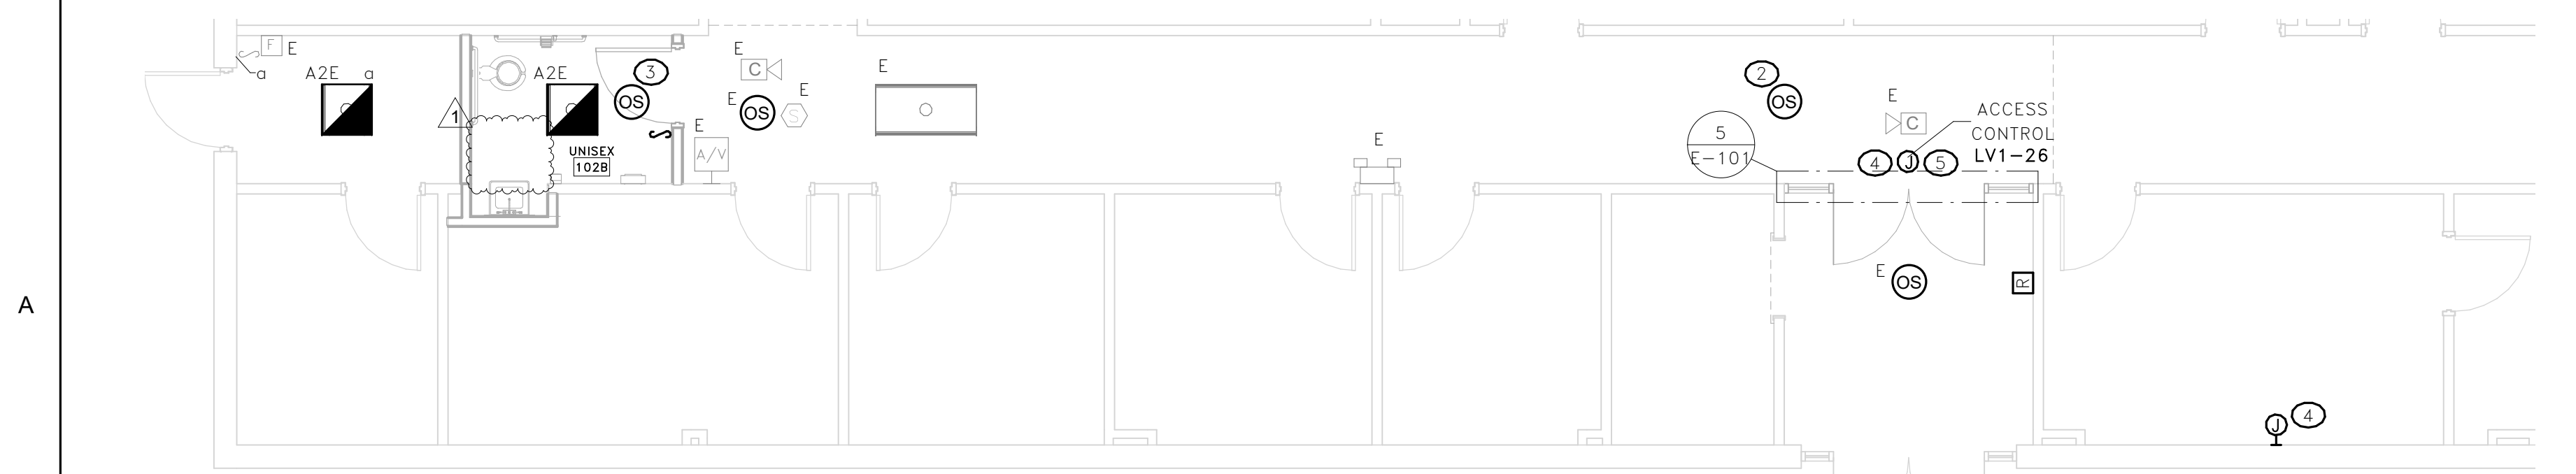 F E
a
A2E a
A2E
3
OS
1
UNISEX
102B
S
E
C
E
OS
E
S
E
A/V
E
E
2
OS
5
E-101
E
C
ACCESS
CONTROL
LV1-26
4 J 5
E
OS
R
J 4
A